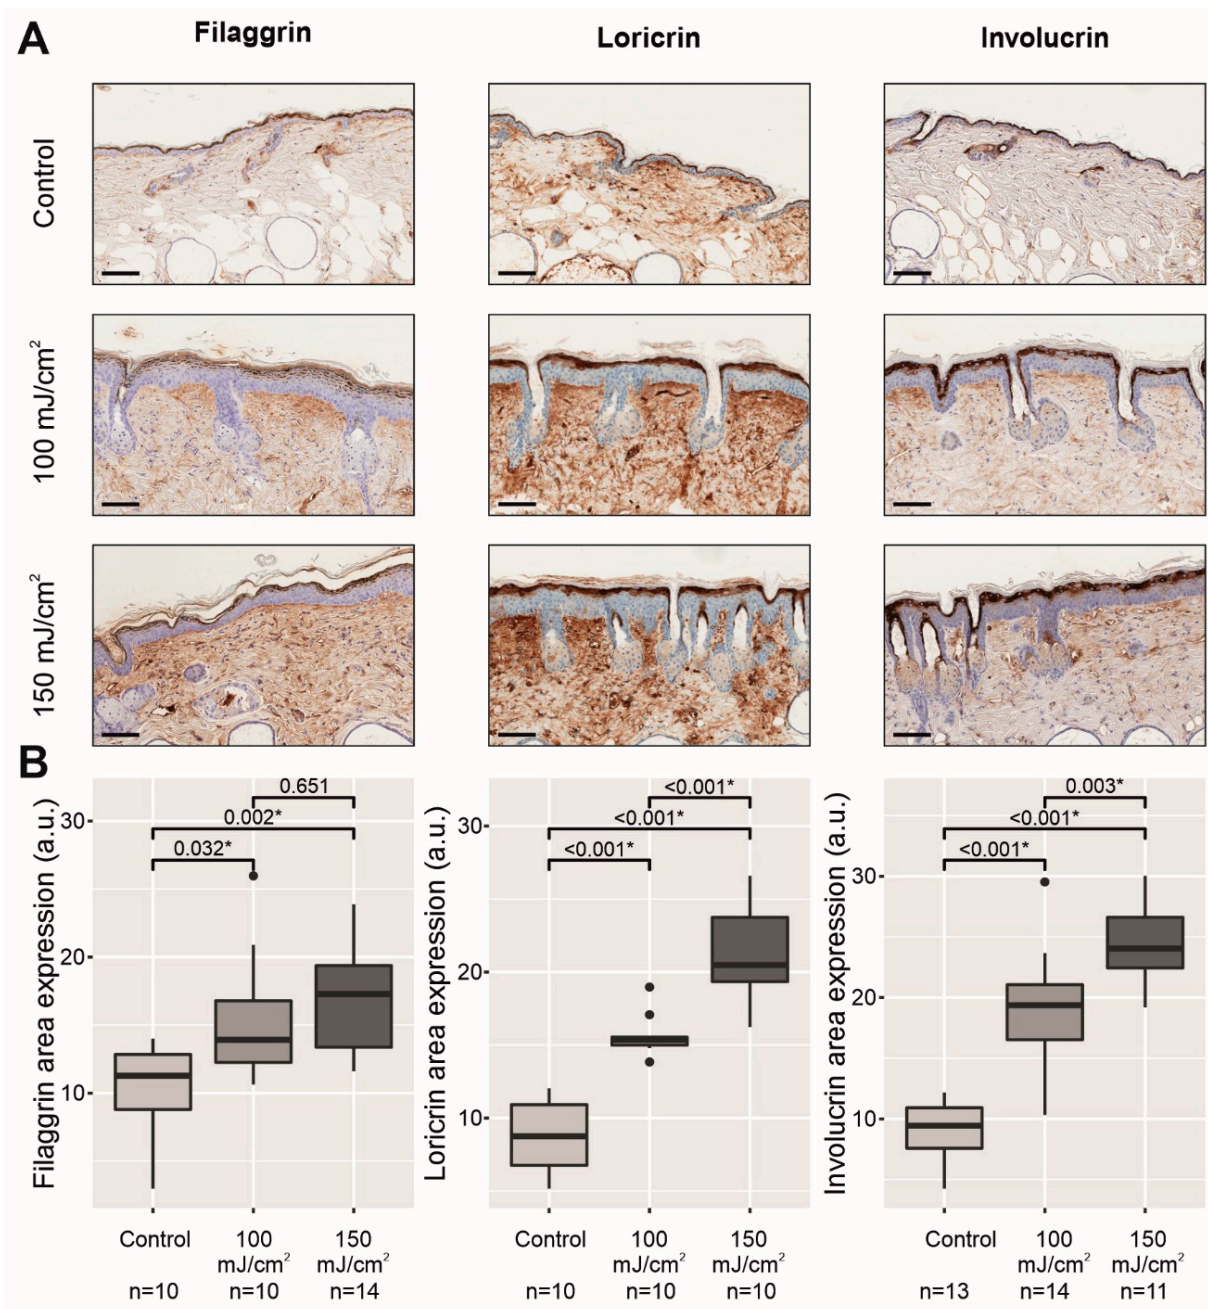 A
Filaggrin
Loricrin
Involucrin
Control
100 mJ/cm²
150 mJ/cm²
B
Filaggrin area expression (a.u.)
30
20
10
0.651
0.002*
0.032*
Control
100
mJ/cm²
150
mJ/cm²
n=10
n=10
n=14
Loricrin area expression (a.u.)
30
20
10
<0.001*
<0.001*
<0.001*
Control
100
mJ/cm²
150
mJ/cm²
n=10
n=10
n=10
Involucrin area expression (a.u.)
30
20
10
0.003*
<0.001*
<0.001*
Control
100
mJ/cm²
150
mJ/cm²
n=13
n=14
n=11